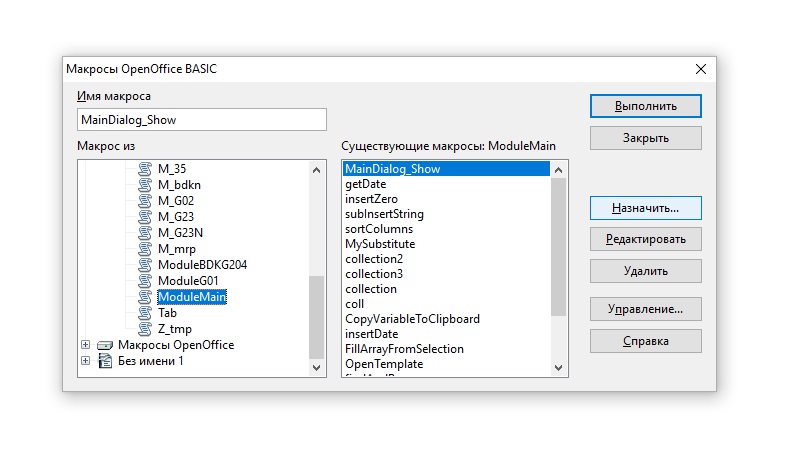 Макросы OpenOffice BASIC
Имя макроса
MainDialog_Show
Макрос из
M_35
M_bdkn
M_G02
M_G23
M_G23N
M_mrp
ModuleBDKG204
ModuleG01
ModuleMain
Tab
Z_tmp
Макросы OpenOffice
Без имени 1
Существующие макросы: ModuleMain
MainDialog_Show
getDate
insertZero
subInsertString
sortColumns
MySubstitute
collection2
collection3
collection
coll
CopyVariableToClipboard
insertDate
FillArrayFromSelection
OpenTemplate
Выполнить
Закрыть
Назначить...
Редактировать
Удалить
Управление...
Справка